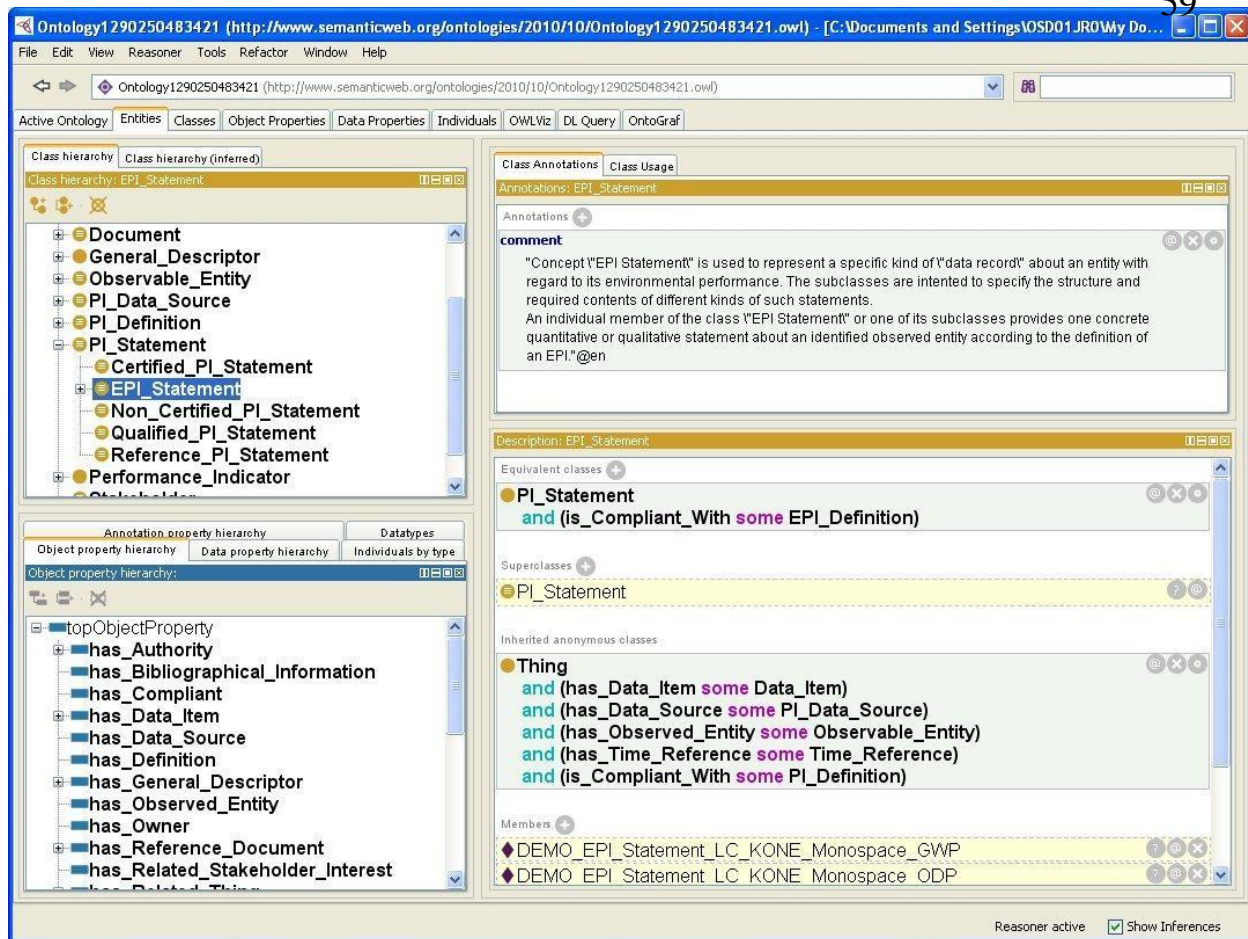 59
Ontology1290250483421 (http://www.semanticweb.org/ontologies/2010/10/Ontology1290250483421.owl) - [C:\Documents and Settings\OSD01JR0\My Do...
File Edit View Reasoner Tools Refactor Window Help
Ontology1290250483421 (http://www.semanticweb.org/ontologies/2010/10/Ontology1290250483421.owl)
Active Ontology Entities Classes Object Properties Data Properties Individuals OWLViz DL Query OntoGraf
Class hierarchy Class hierarchy (inferred)
Class hierarchy: EPI_Statement
Document
General_Descriptor
Observable_Entity
PI_Data_Source
PI_Definition
PI_Statement
Certified_PI_Statement
EPI_Statement
Non_Certified_PI_Statement
Qualified_PI_Statement
Reference_PI_Statement
Performance_Indicator
Stakeholder
Annotation property hierarchy Datatypes
Object property hierarchy Data property hierarchy Individuals by type
Object property hierarchy:
topObjectProperty
has_Authority
has_Bibliographical_Information
has_Compliant
has_Data_Item
has_Data_Source
has_Definition
has_General_Descriptor
has_Observed_Entity
has_Owner
has_Reference_Document
has_Related_Stakeholder_Interest
has_Related_Thing
Class Annotations Class Usage
Annotations: EPI_Statement
Annotations
comment
"Concept \"EPI Statement\" is used to represent a specific kind of \"data record\" about an entity with
regard to its environmental performance. The subclasses are intented to specify the structure and
required contents of different kinds of such statements.
An individual member of the class \"EPI Statement\" or one of its subclasses provides one concrete
quantitative or qualitative statement about an identified observed entity according to the definition of
an EPI."@en
Description: EPI_Statement
Equivalent classes
PI_Statement
and (is_Compliant_With some EPI_Definition)
Superclasses
PI_Statement
Inherited anonymous classes
Thing
and (has_Data_Item some Data_Item)
and (has_Data_Source some PI_Data_Source)
and (has_Observed_Entity some Observable_Entity)
and (has_Time_Reference some Time_Reference)
and (is_Compliant_With some PI_Definition)
Members
DEMO_EPI_Statement_LC_KONE_Monospace_GWP
DEMO_EPI_Statement_LC_KONE_Monospace_ODP
Reasoner active Show Inferences